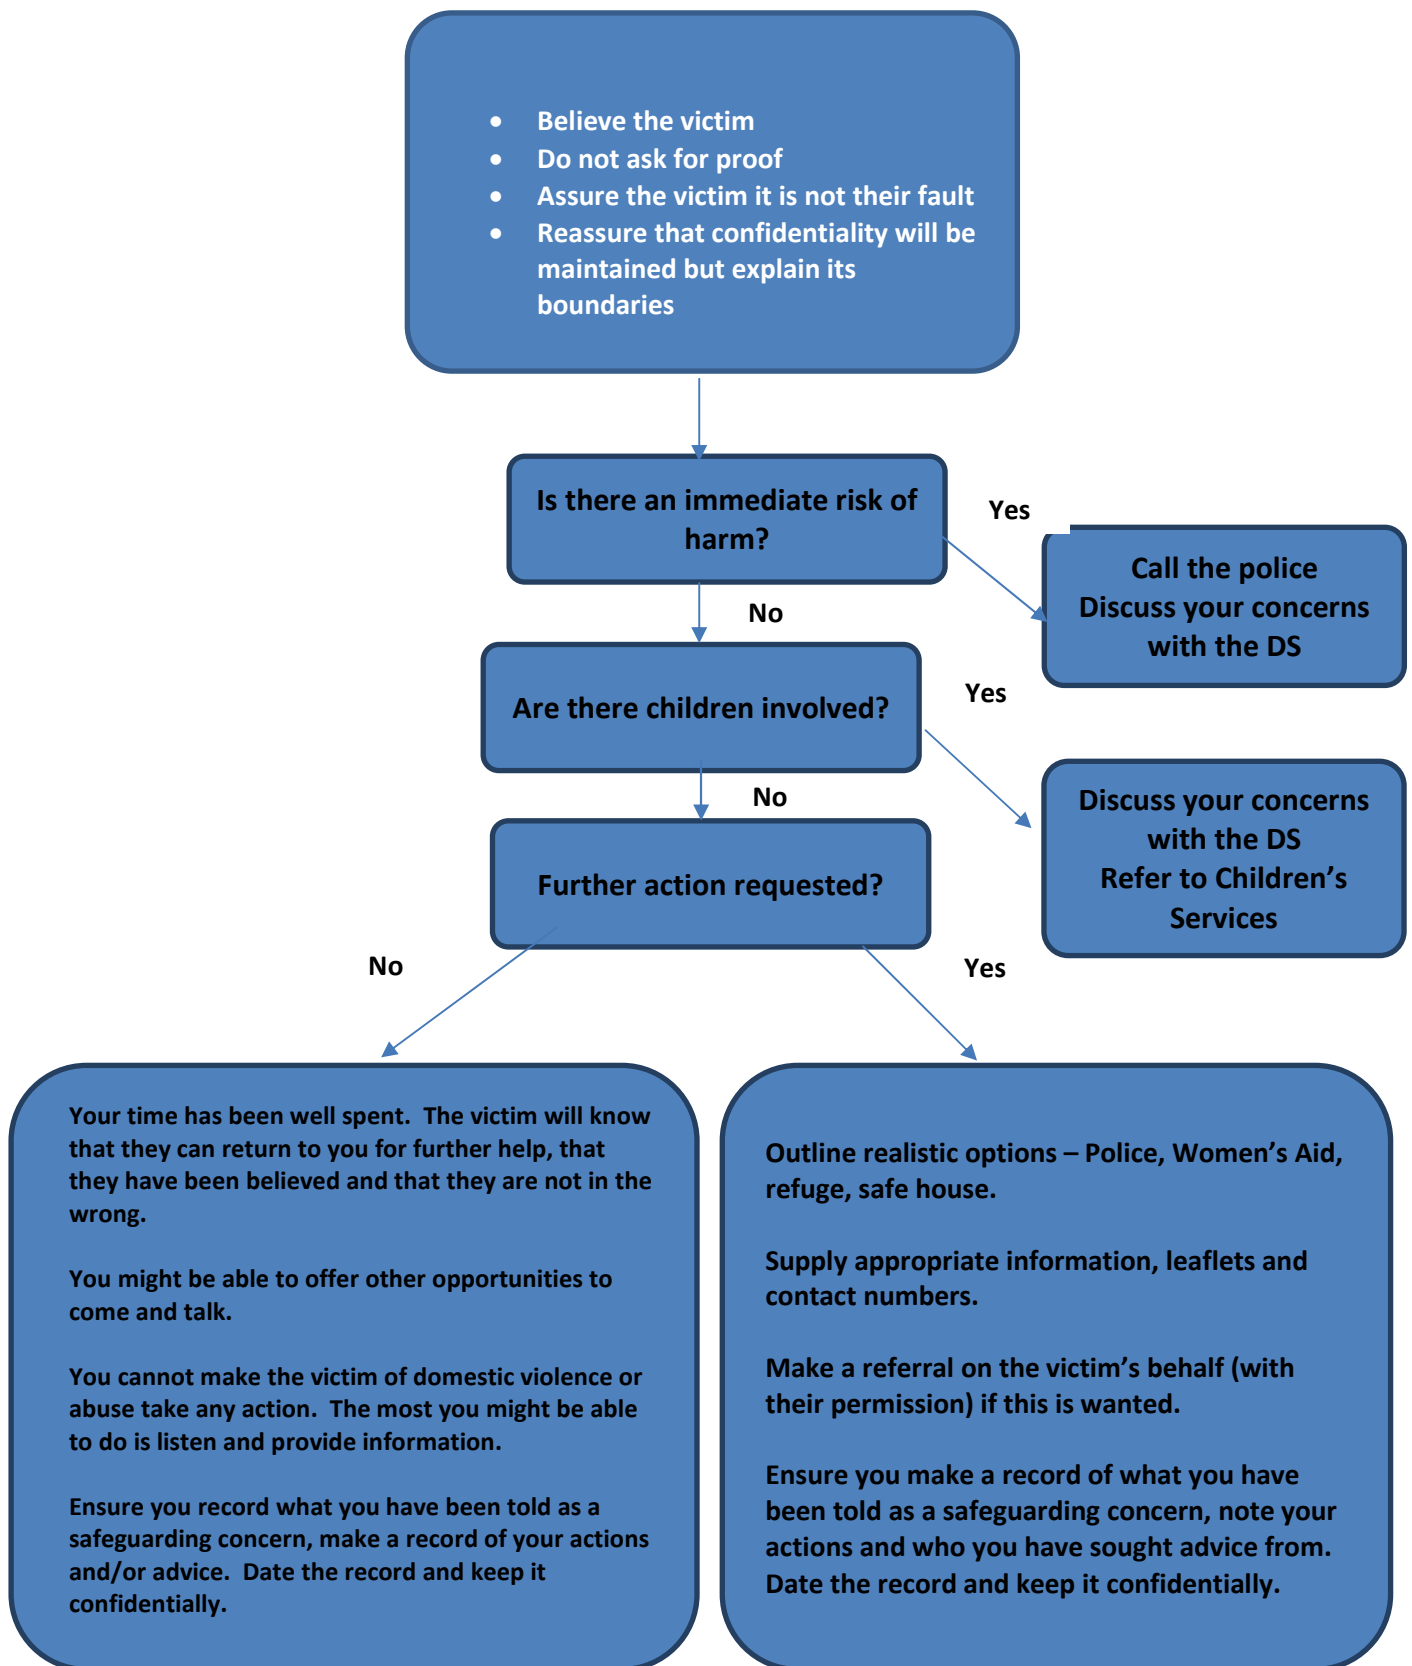 • Believe the victim
• Do not ask for proof
• Assure the victim it is not their fault
• Reassure that confidentiality will be
maintained but explain its
boundaries
Is there an immediate risk of
harm?
Yes
Call the police
Discuss your concerns
with the DS
No
Are there children involved?
Yes
Discuss your concerns
with the DS
Refer to Children’s
Services
No
Further action requested?
No
Yes
Your time has been well spent.  The victim will know
that they can return to you for further help, that
they have been believed and that they are not in the
wrong.
You might be able to offer other opportunities to
come and talk.
You cannot make the victim of domestic violence or
abuse take any action.  The most you might be able
to do is listen and provide information.
Ensure you record what you have been told as a
safeguarding concern, make a record of your actions
and/or advice.  Date the record and keep it
confidentially.
Outline realistic options – Police, Women’s Aid,
refuge, safe house.
Supply appropriate information, leaflets and
contact numbers.
Make a referral on the victim’s behalf (with
their permission) if this is wanted.
Ensure you make a record of what you have
been told as a safeguarding concern, note your
actions and who you have sought advice from.
Date the record and keep it confidentially.